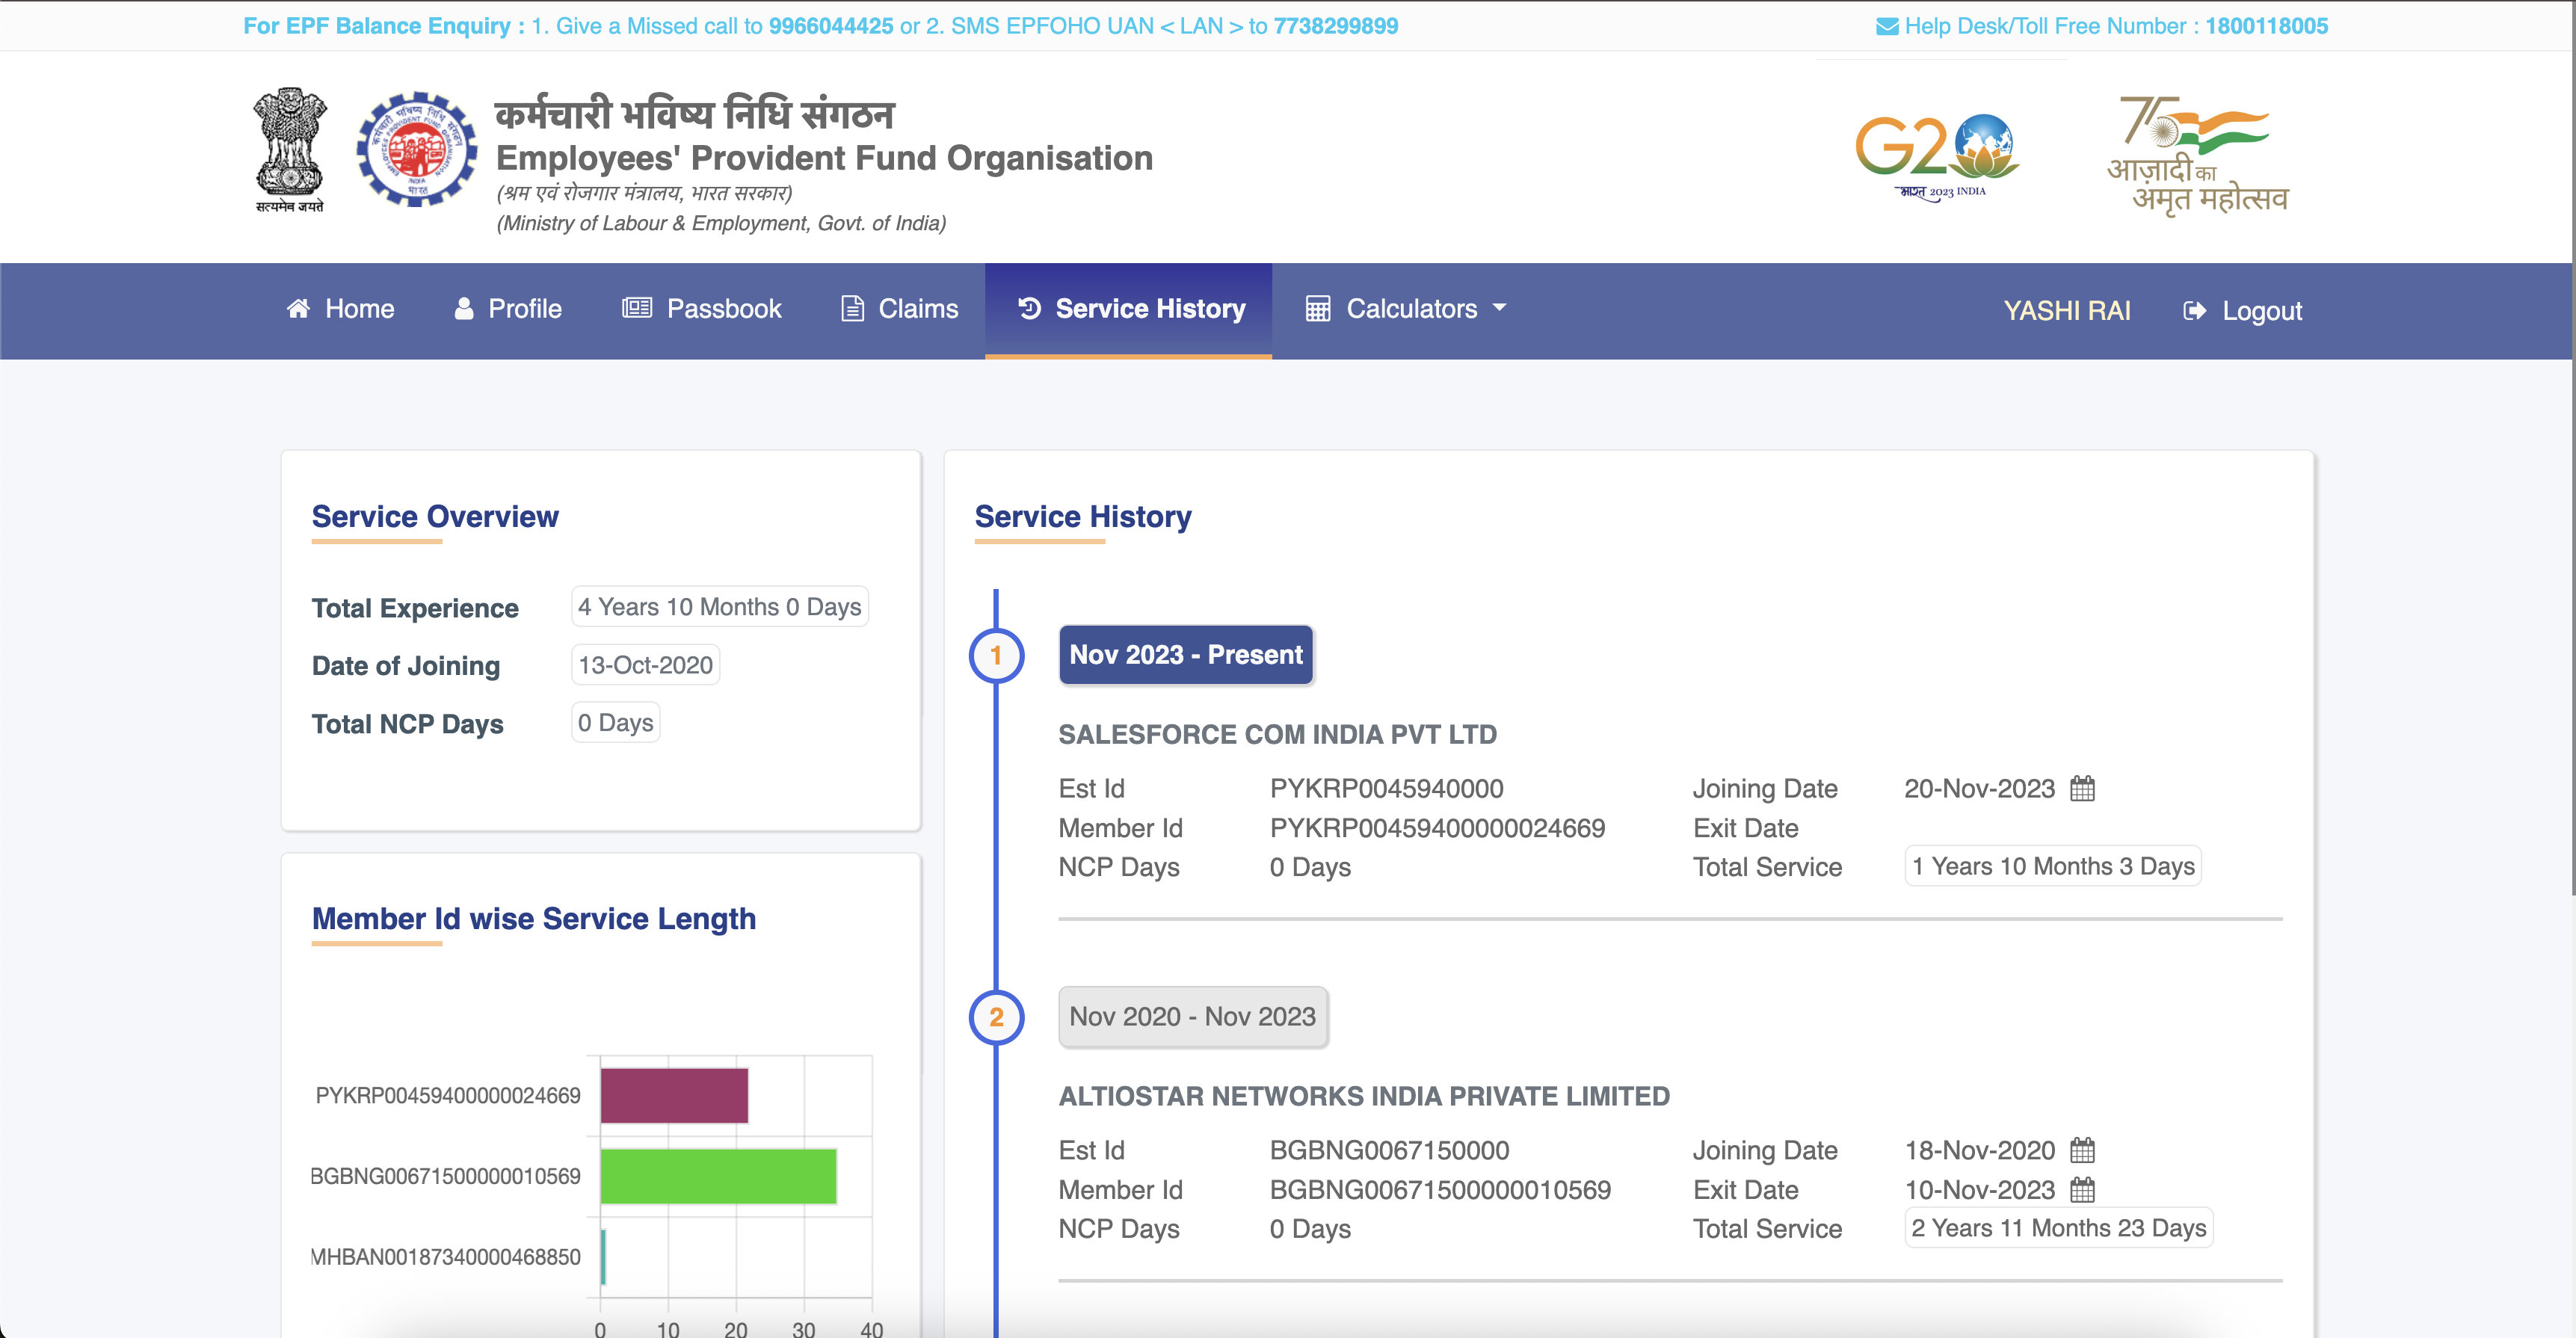 For EPF Balance Enquiry : 1. Give a Missed call to 9966044425 or 2. SMS EPFOHO UAN < LAN > to 7738299899
Help Desk/Toll Free Number : 1800118005
सत्यमेव जयते
कर्मचारी भविष्य निधि संगठन
Employees' Provident Fund Organisation
(श्रम एवं रोजगार मंत्रालय, भारत सरकार)
(Ministry of Labour & Employment, Govt. of India)
G20
भारत 2023 INDIA
75
आज़ादी का
अमृत महोत्सव
Home
Profile
Passbook
Claims
Service History
Calculators
YASHI RAI
Logout
Service Overview
Total Experience 4 Years 10 Months 0 Days
Date of Joining 13-Oct-2020
Total NCP Days 0 Days
Member Id wise Service Length
PYKRP00459400000024669
BGBNG00671500000010569
MHBAN00187340000468850
0 10 20 30 40
Service History
1
Nov 2023 - Present
SALESFORCE COM INDIA PVT LTD
Est Id PYKRP0045940000 Joining Date 20-Nov-2023
Member Id PYKRP00459400000024669 Exit Date
NCP Days 0 Days Total Service 1 Years 10 Months 3 Days
2
Nov 2020 - Nov 2023
ALTIOSTAR NETWORKS INDIA PRIVATE LIMITED
Est Id BGBNG0067150000 Joining Date 18-Nov-2020
Member Id BGBNG00671500000010569 Exit Date 10-Nov-2023
NCP Days 0 Days Total Service 2 Years 11 Months 23 Days